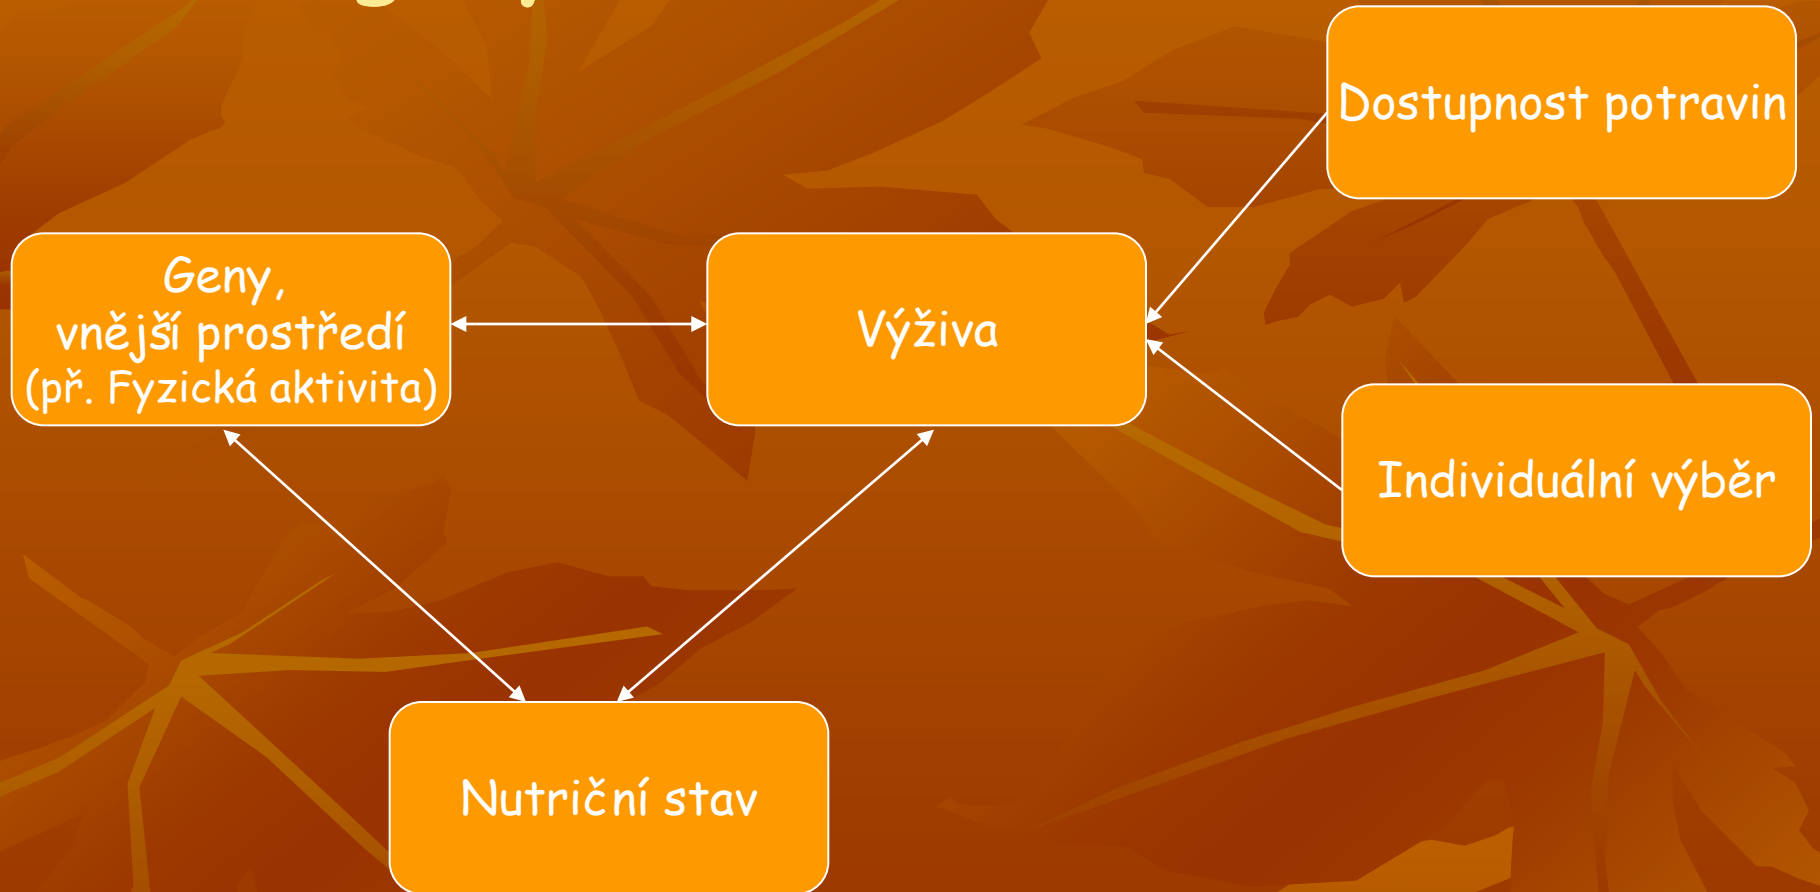 Dostupnost potravin
Geny,
vnější prostředí
(př. Fyzická aktivita)
Výživa
Individuální výběr
Nutriční stav